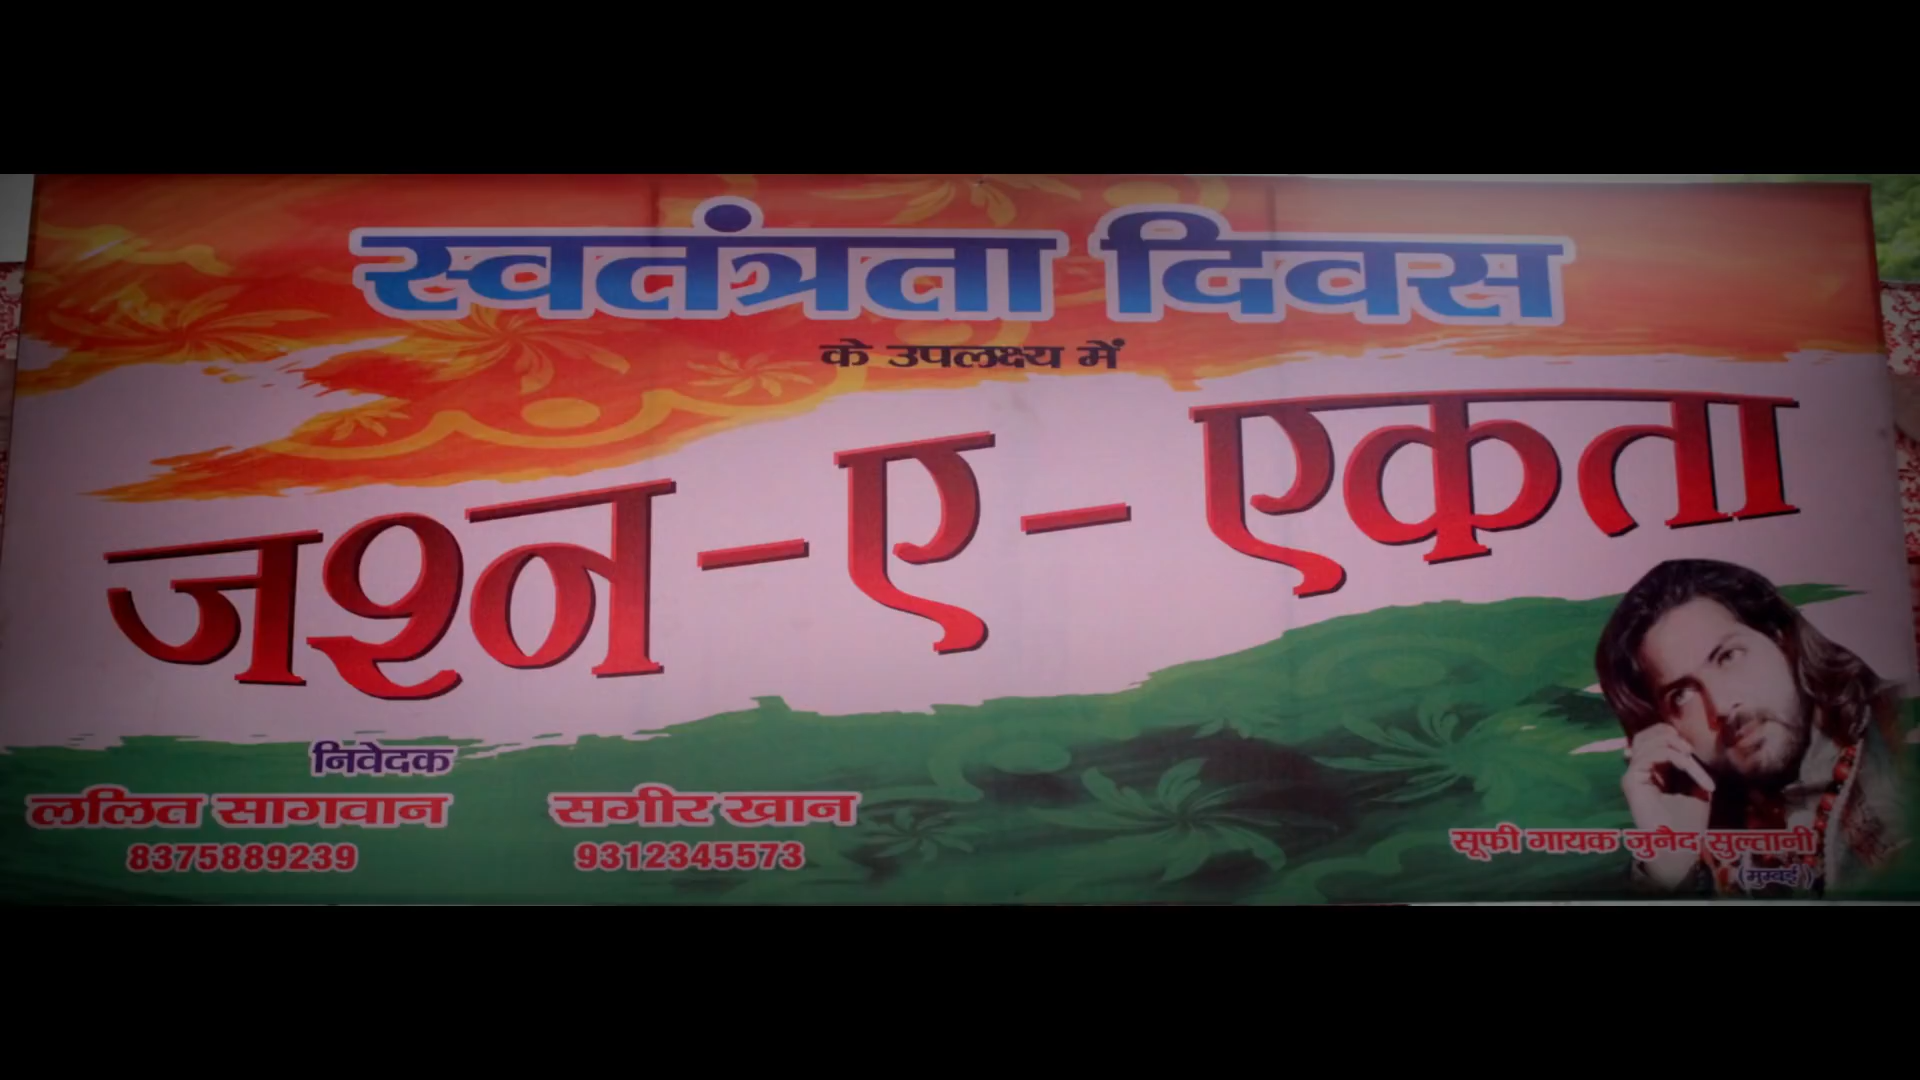 स्वतंत्रता दिवस
के उपलक्ष्य में
जश्न - ए - एकता
निवेदक
ललित सागवान
8375889239
सगीर खान
9312345573
सूफी गायक जुनैद सुल्तानी
(मुम्बई)